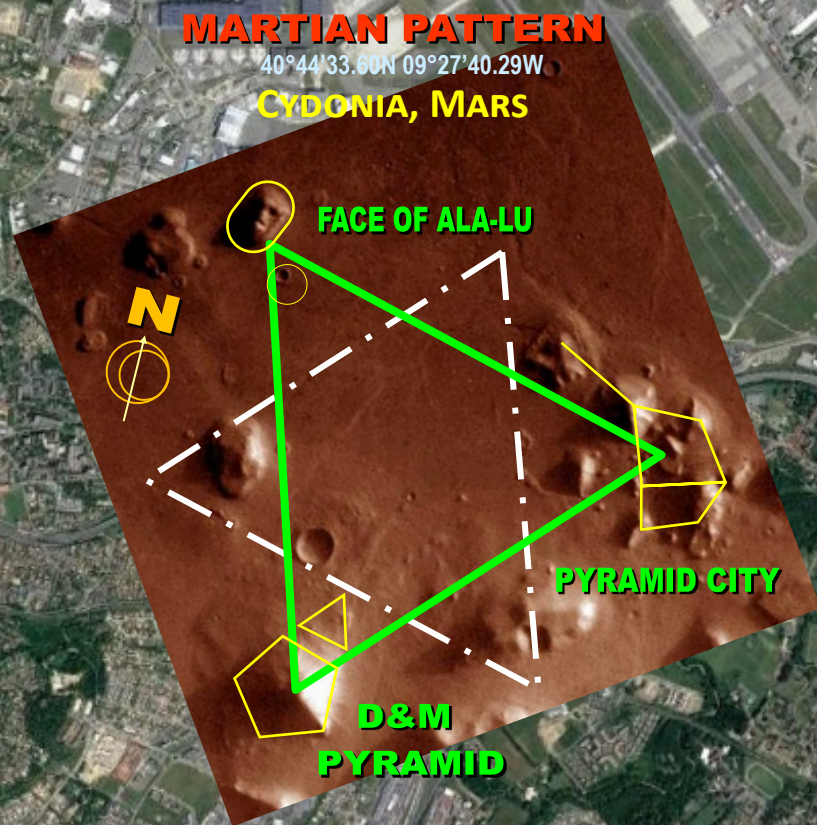 MARTIAN PATTERN
40°44'33.60N 09°27'40.29W
CYDONIA, MARS
FACE OF ALA-LU
N
PYRAMID CITY
D&M
PYRAMID